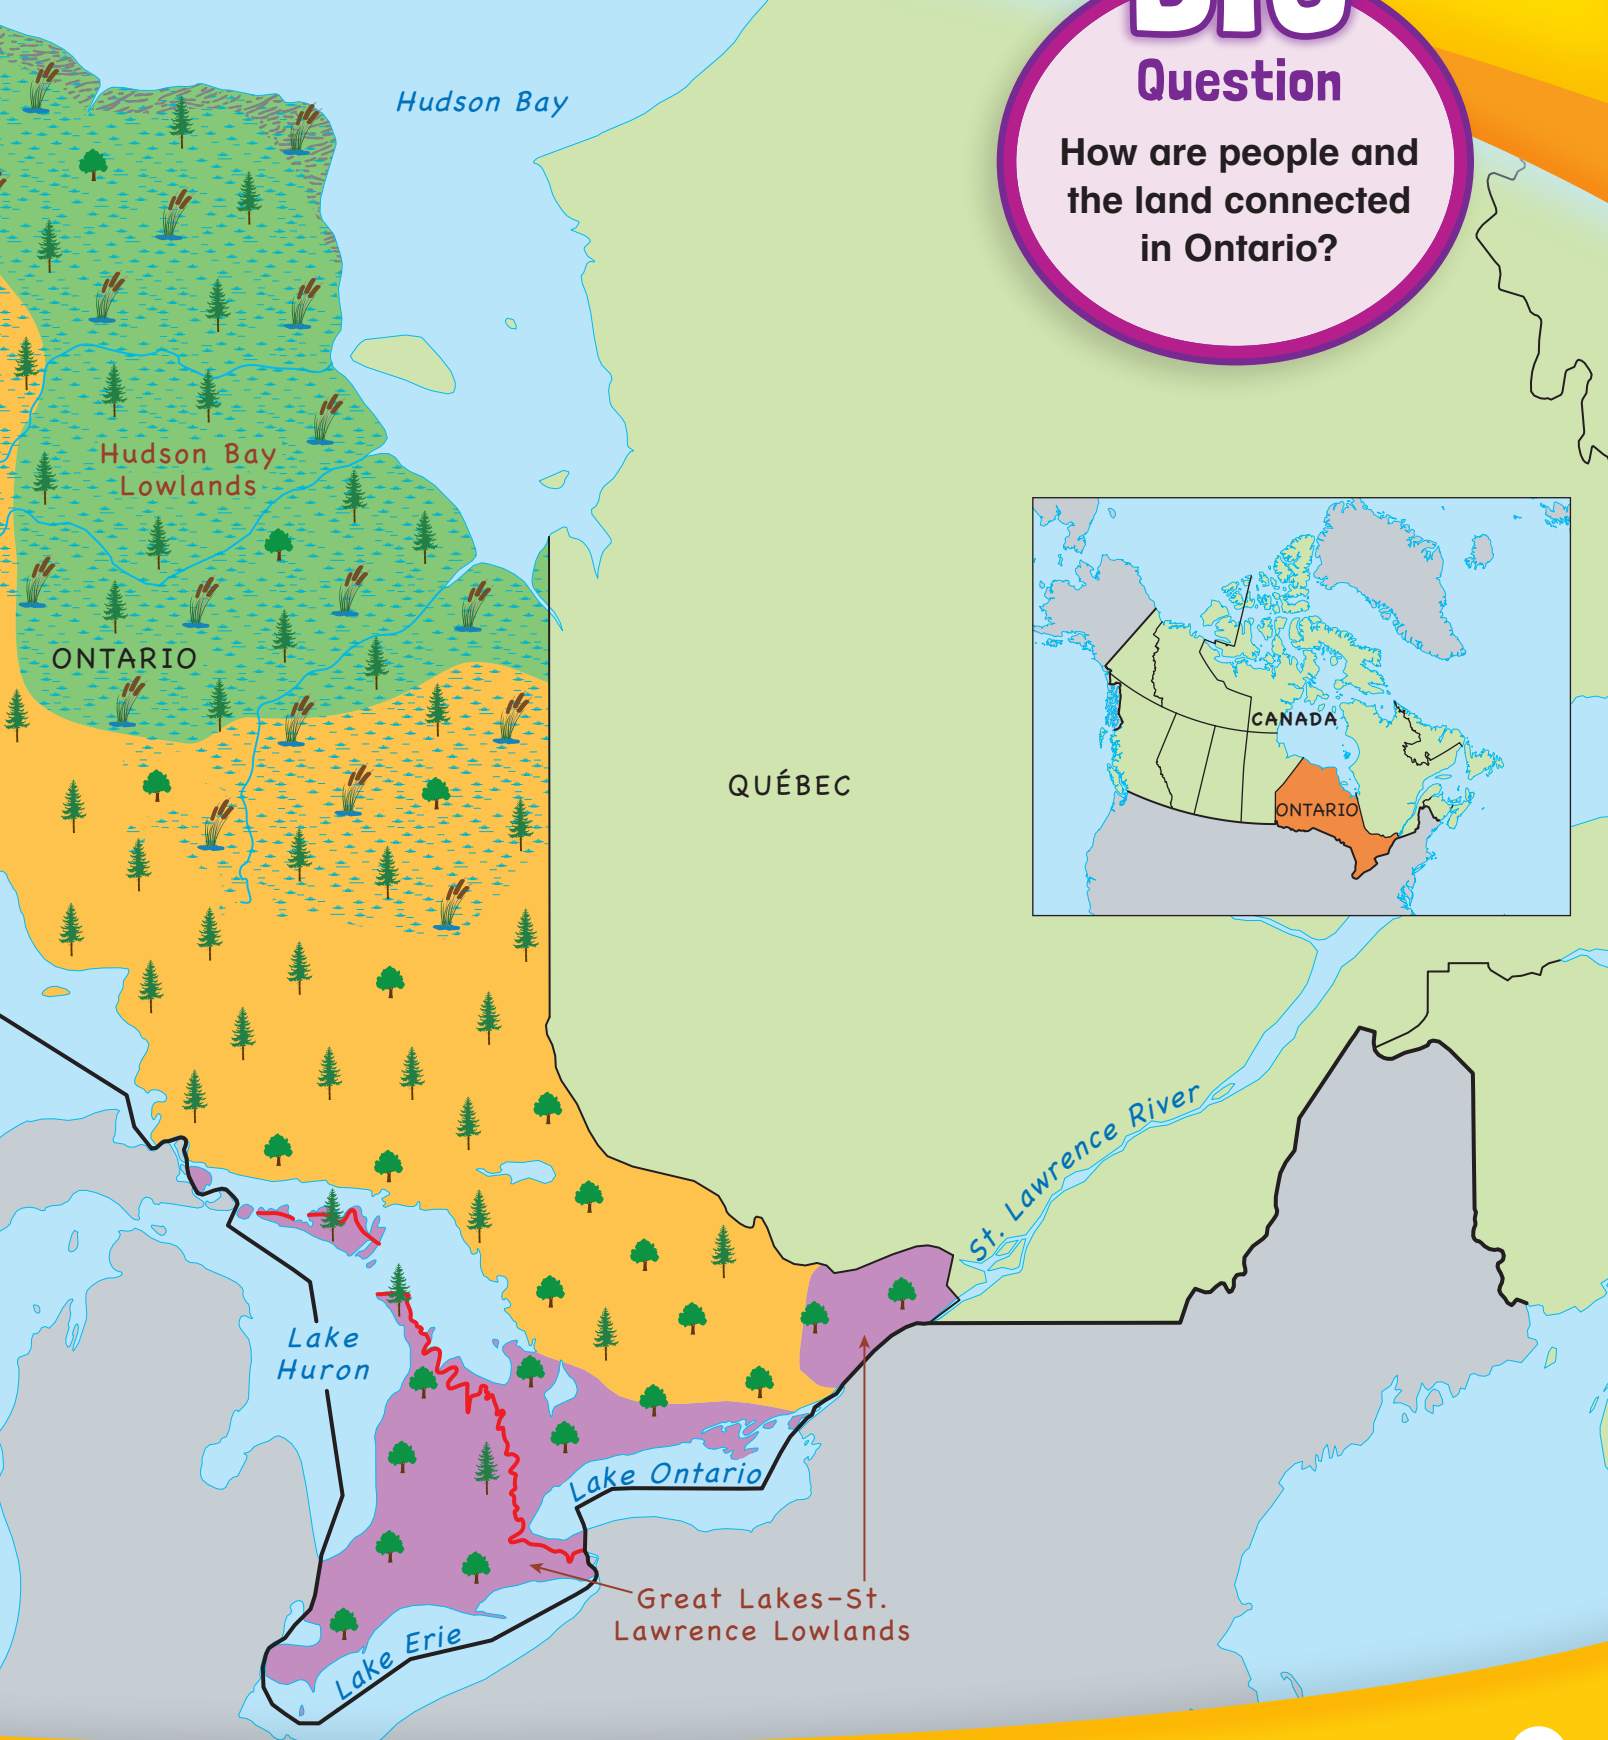 BIG
Question
How are people and
the land connected
in Ontario?
Hudson Bay
Hudson Bay
Lowlands
ONTARIO
QUÉBEC
CANADA
ONTARIO
St. Lawrence River
Lake
Huron
Lake Ontario
Great Lakes–St.
Lawrence Lowlands
Lake Erie